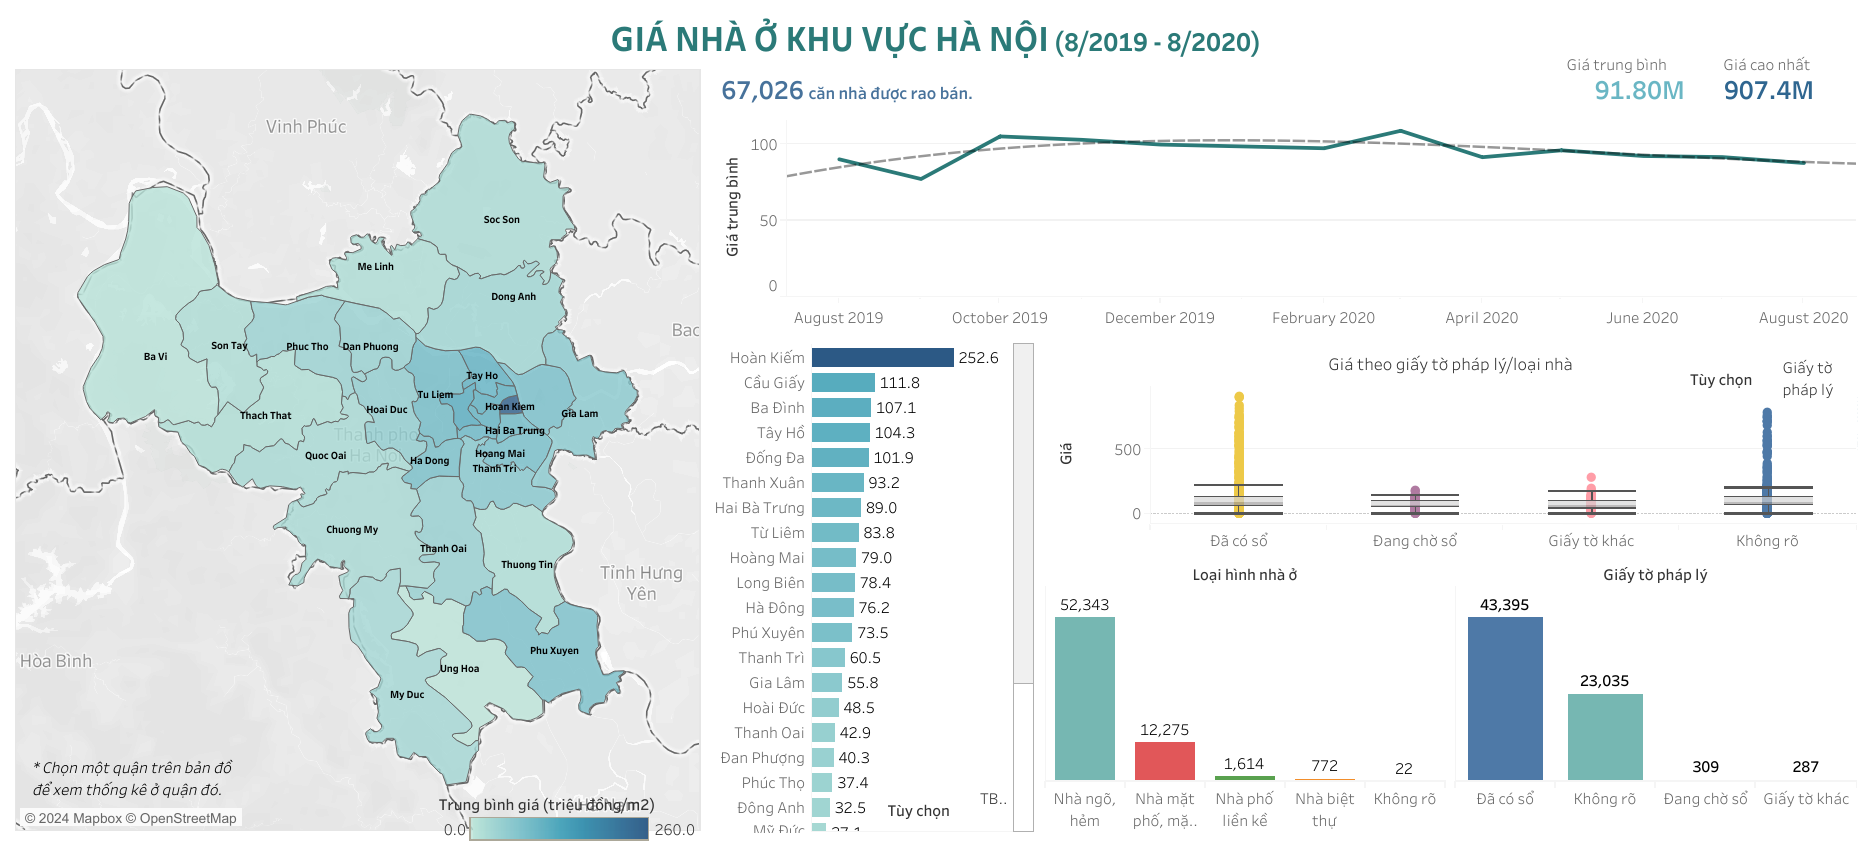 GIÁ NHÀ Ở KHU VỰC HÀ NỘI (8/2019 - 8/2020)
67,026 căn nhà được rao bán.
Giá trung bình
91.80M
Giá cao nhất
907.4M
Vinh Phúc
Soc Son
Me Linh
Dong Anh
Bac
Ba Vi
Son Tay
Phuc Tho
Dan Phuong
Tay Ho
Tu Liem
Hoan Kiem
Gia Lam
Thach That
Hoai Duc
Hai Ba Trung
Thanh pho
Ha Noi
Quoc Oai
Ha Dong
Hoang Mai
Thanh Tri
Chuong My
Thanh Oai
Thuong Tin
Tỉnh Hưng
Yên
Hòa Bình
Phu Xuyen
Ung Hoa
My Duc
* Chọn một quận trên bản đồ
để xem thống kê ở quận đó.
© 2024 Mapbox © OpenStreetMap
Trung bình giá (triệu đồng/m2)
0.0
260.0
Giá trung bình
100
50
0
August 2019
October 2019
December 2019
February 2020
April 2020
June 2020
August 2020
Hoàn Kiếm 252.6
Cầu Giấy 111.8
Ba Đình 107.1
Tây Hồ 104.3
Đống Đa 101.9
Thanh Xuân 93.2
Hai Bà Trưng 89.0
Từ Liêm 83.8
Hoàng Mai 79.0
Long Biên 78.4
Hà Đông 76.2
Phú Xuyên 73.5
Thanh Trì 60.5
Gia Lâm 55.8
Hoài Đức 48.5
Thanh Oai 42.9
Đan Phượng 40.3
Phúc Thọ 37.4
Đông Anh 32.5
Mỹ Đức 27.1
TB..
Tùy chọn
Giá theo giấy tờ pháp lý/loại nhà
Tùy chọn
Giấy tờ
pháp lý
Giá
500
0
Đã có sổ
Đang chờ sổ
Giấy tờ khác
Không rõ
Loại hình nhà ở
52,343
12,275
1,614
772
22
Nhà ngõ,
hẻm
Nhà mặt
phố, mặ..
Nhà phố
liền kề
Nhà biệt
thự
Không rõ
Giấy tờ pháp lý
43,395
23,035
309
287
Đã có sổ
Không rõ
Đang chờ sổ
Giấy tờ khác